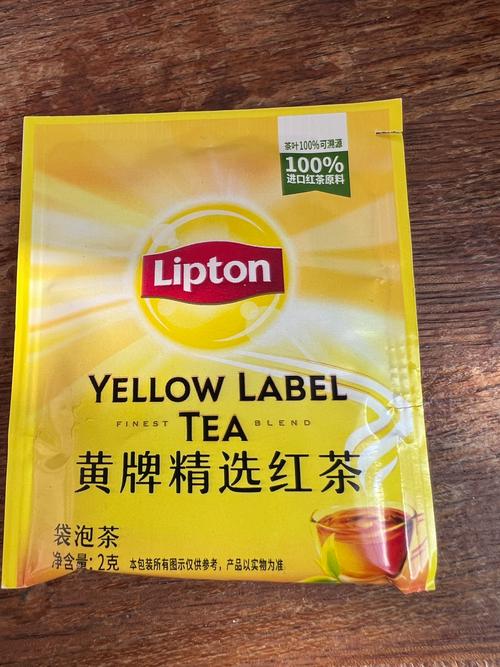 茶叶100%可溯源
100%
进口红茶原料
Lipton
YELLOW LABEL
FINEST TEA BLEND
黄牌精选红茶
袋泡茶
净含量: 2克 本包装所有图示仅供参考，产品以实物为准